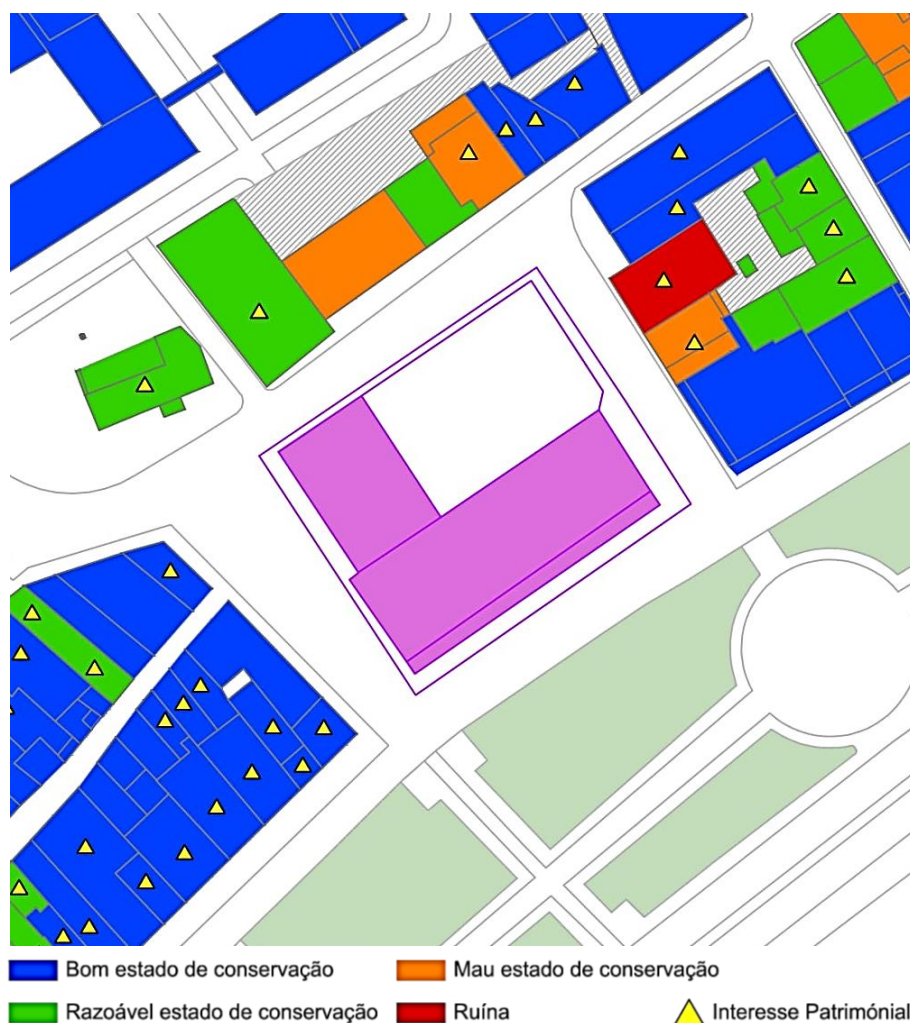 Bom estado de conservação
Mau estado de conservação
Razoável estado de conservação
Ruína
Interesse Patrimónial